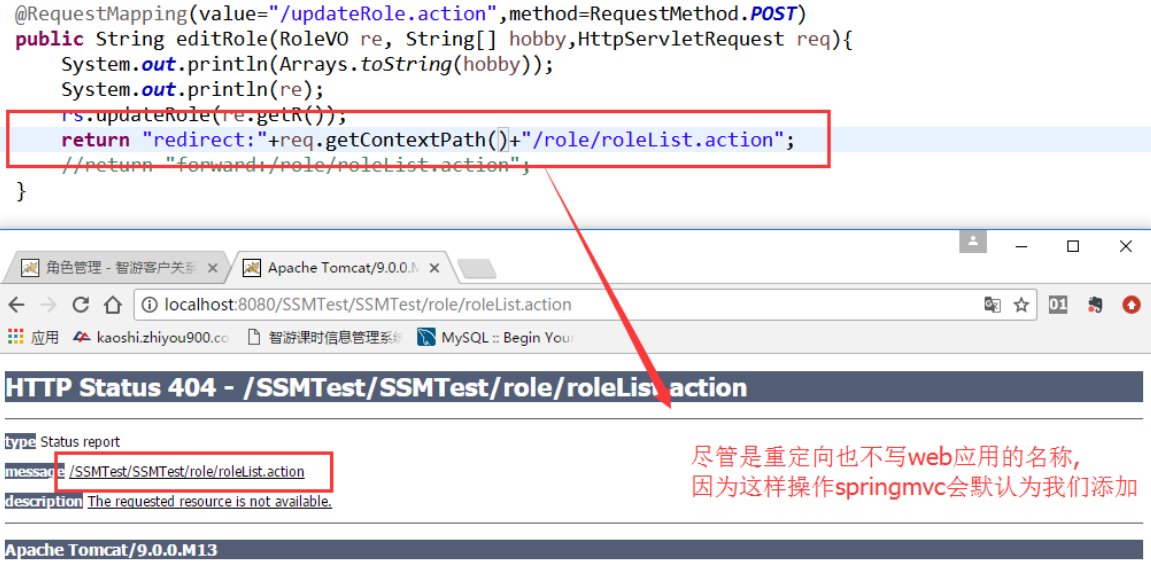 @RequestMapping(value="/updateRole.action",method=RequestMethod.POST)
public String editRole(RoleVO re, String[] hobby,HttpServletRequest req){
System.out.println(Arrays.toString(hobby));
System.out.println(re);
rs.updateRole(re.getR());
return "redirect:"+req.getContextPath()+"/role/roleList.action";
//return "forward:/role/roleList.action";
}
角色管理 - 智游客户关系
Apache Tomcat/9.0.0.M
localhost:8080/SSMTest/SSMTest/role/roleList.action
01
应用 kaoshi.zhiyou900.co 智游课时信息管理系统 MySQL :: Begin Your
HTTP Status 404 - /SSMTest/SSMTest/role/roleList.action
type Status report
message /SSMTest/SSMTest/role/roleList.action
description The requested resource is not available.
尽管是重定向也不写web应用的名称,
因为这样操作springmvc会默认为我们添加
Apache Tomcat/9.0.0.M13